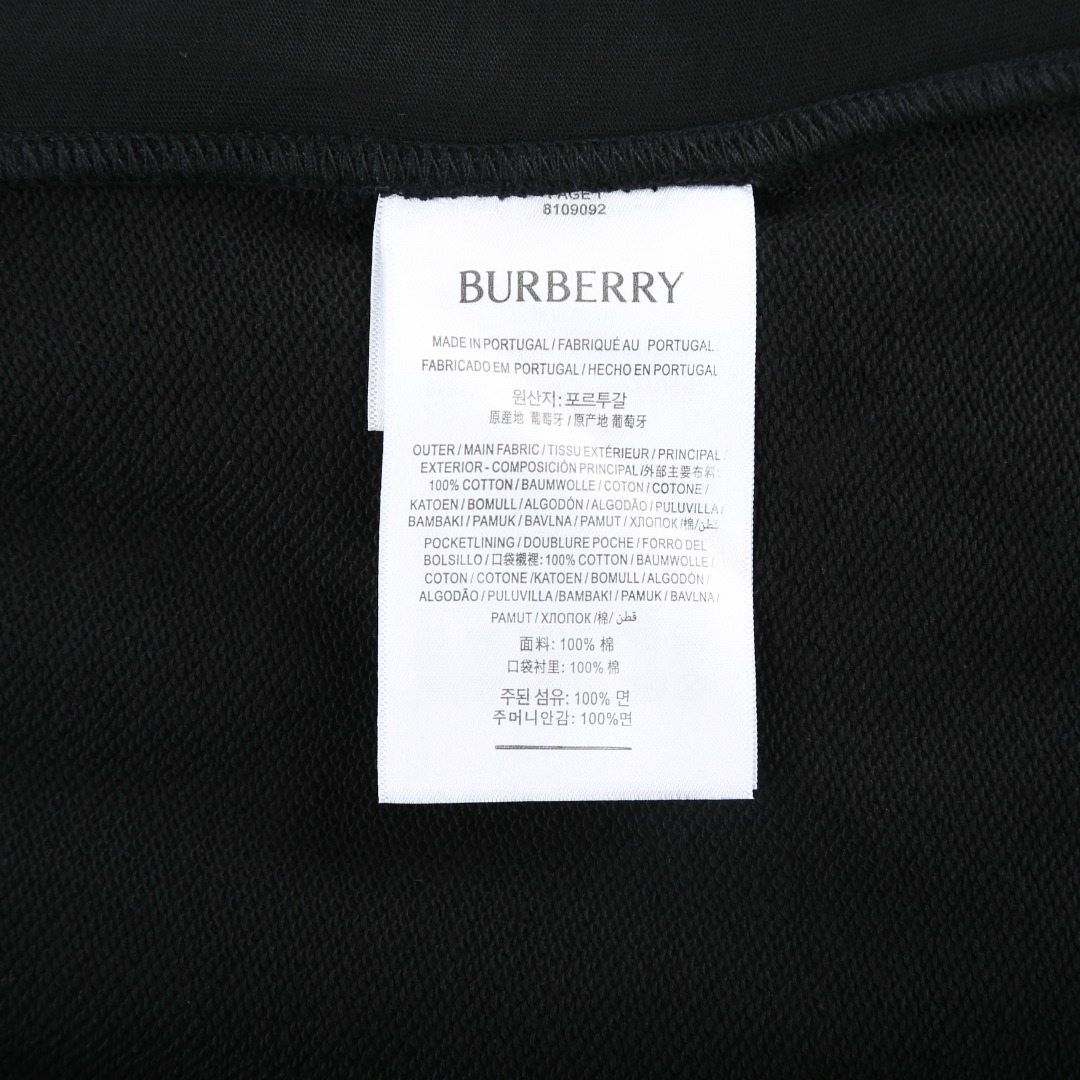 PAGE 1
8109092
BURBERRY
MADE IN PORTUGAL / FABRIQUÉ AU PORTUGAL
FABRICADO EM PORTUGAL / HECHO EN PORTUGAL
원산지: 포르투갈
原産地 葡萄牙 / 原产地 葡萄牙
OUTER / MAIN FABRIC / TISSU EXTÉRIEUR / PRINCIPAL /
EXTERIOR - COMPOSICIÓN PRINCIPAL /外部主要布料:
100% COTTON / BAUMWOLLE / COTON / COTONE /
KATOEN / BOMULL / ALGODÓN / ALGODÃO / PULUVILLA /
BAMBAKI / PAMUK / BAVLNA / PAMUT / ХЛОПОК /棉/ قطن
POCKETLINING / DOUBLURE POCHE / FORRO DEL
BOLSILLO / 口袋襯裡: 100% COTTON / BAUMWOLLE /
COTON / COTONE /KATOEN / BOMULL / ALGODÓN /
ALGODÃO / PULUVILLA /BAMBAKI / PAMUK / BAVLNA /
PAMUT / ХЛОПОК /棉/ قطن
面料: 100% 棉
口袋衬里: 100% 棉
주된 섬유: 100% 면
주머니안감: 100%면